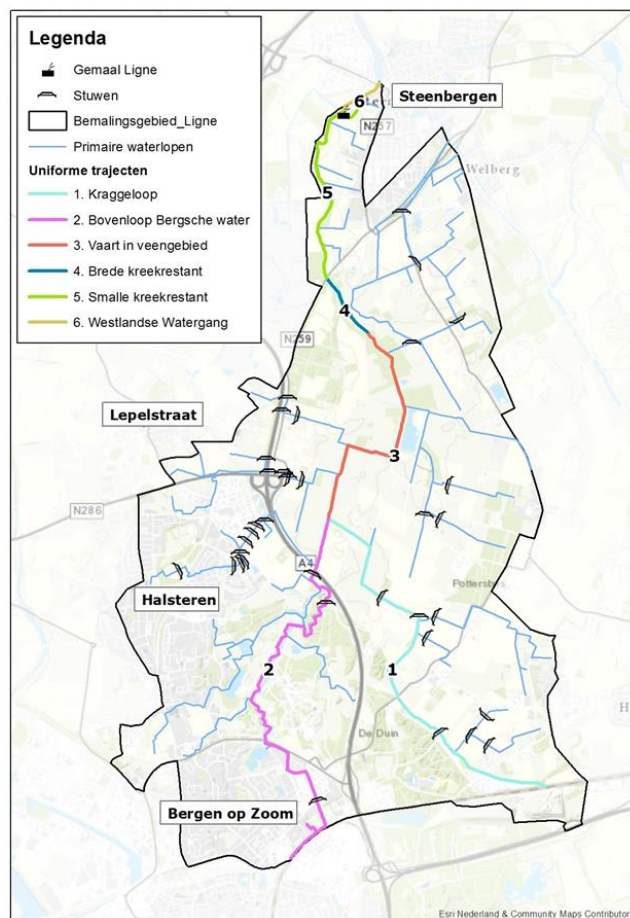 Legenda
Gemaal Ligne
Stuwen
Bemalingsgebied_Ligne
Primaire waterlopen
Uniforme trajecten
1. Kraggeloop
2. Bovenloop Bergsche water
3. Vaart in veengebied
4. Brede kreekrestant
5. Smalle kreekrestant
6. Westlandse Watergang
Steenbergen
6
N257
Welberg
5
4
N259
Lepelstraat
3
N286
A4
Halsteren
2
1
De Duin
Bergen op Zoom
Esri Nederland & Community Maps Contributor